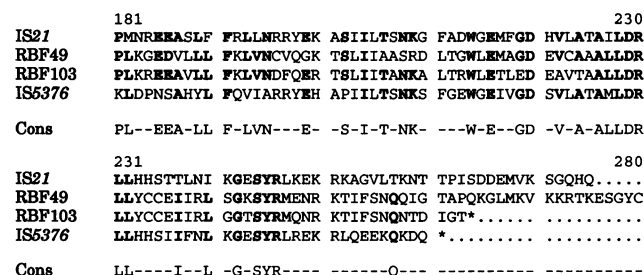 181 230
IS21 PMNREEASLF FRLLNRRYEK ASIILTSNKG FADWGEMFGD HVLATAILDR
RBF49 PLKGEDVLLL FKLVNCVQGK TSLIIAASRD LTGWLEMAGD EVCAAALLDR
RBF103 PLKREEAVLL FKLVNDFQER TSIIITANKA LTRWLETLED EAVTAALLDR
IS5376 KLDPNSAHYL FQVIARRYEH APIILTSNKS FGEWGEIVGD SVLATAMLDR
Cons PL--EEA-LL F-LVN---E- -S-I-T-NK- ---W-E--GD -V-A-ALLDR
231 280
IS21 LLHHSTTLNI KGESYRLKEK RKAGVLTKNT TPISDDEMVK SGQHQ.....
RBF49 LLYCCEIIRL SGKSYRMENR KTIFSNQQIG TAPQKGLMKV KKRTKESGYC
RBF103 LLYCCEIIRL GGTSYRMQNR KTIFSNQNTD IGT*...... ..........
IS5376 LLHHSIIFNL KGESYRLREK RLQEEKQKDQ *......... ..........
Cons LL----I--L -G-SYR---- ------Q--- ---------- ----------